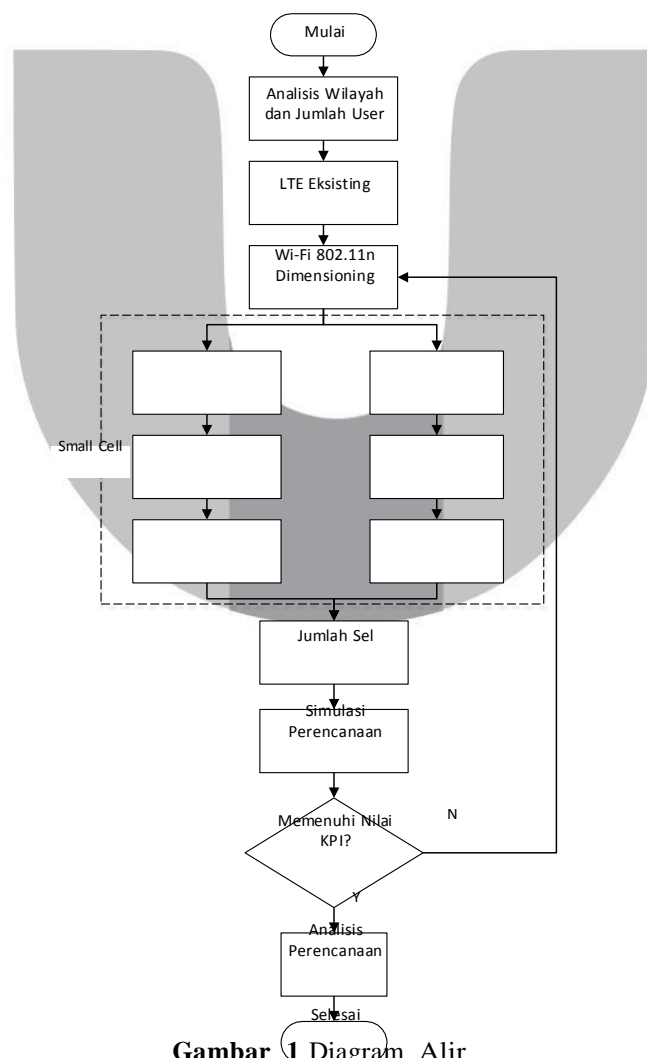 Mulai
Analisis Wilayah
dan Jumlah User
LTE Eksisting
Wi-Fi 802.11n
Dimensioning
Small Cell
Jumlah Sel
Simulasi
Perencanaan
Memenuhi Nilai
KPI?
N
Y
Analisis
Perencanaan
Selesai
Gambar 1 Diagram Alir